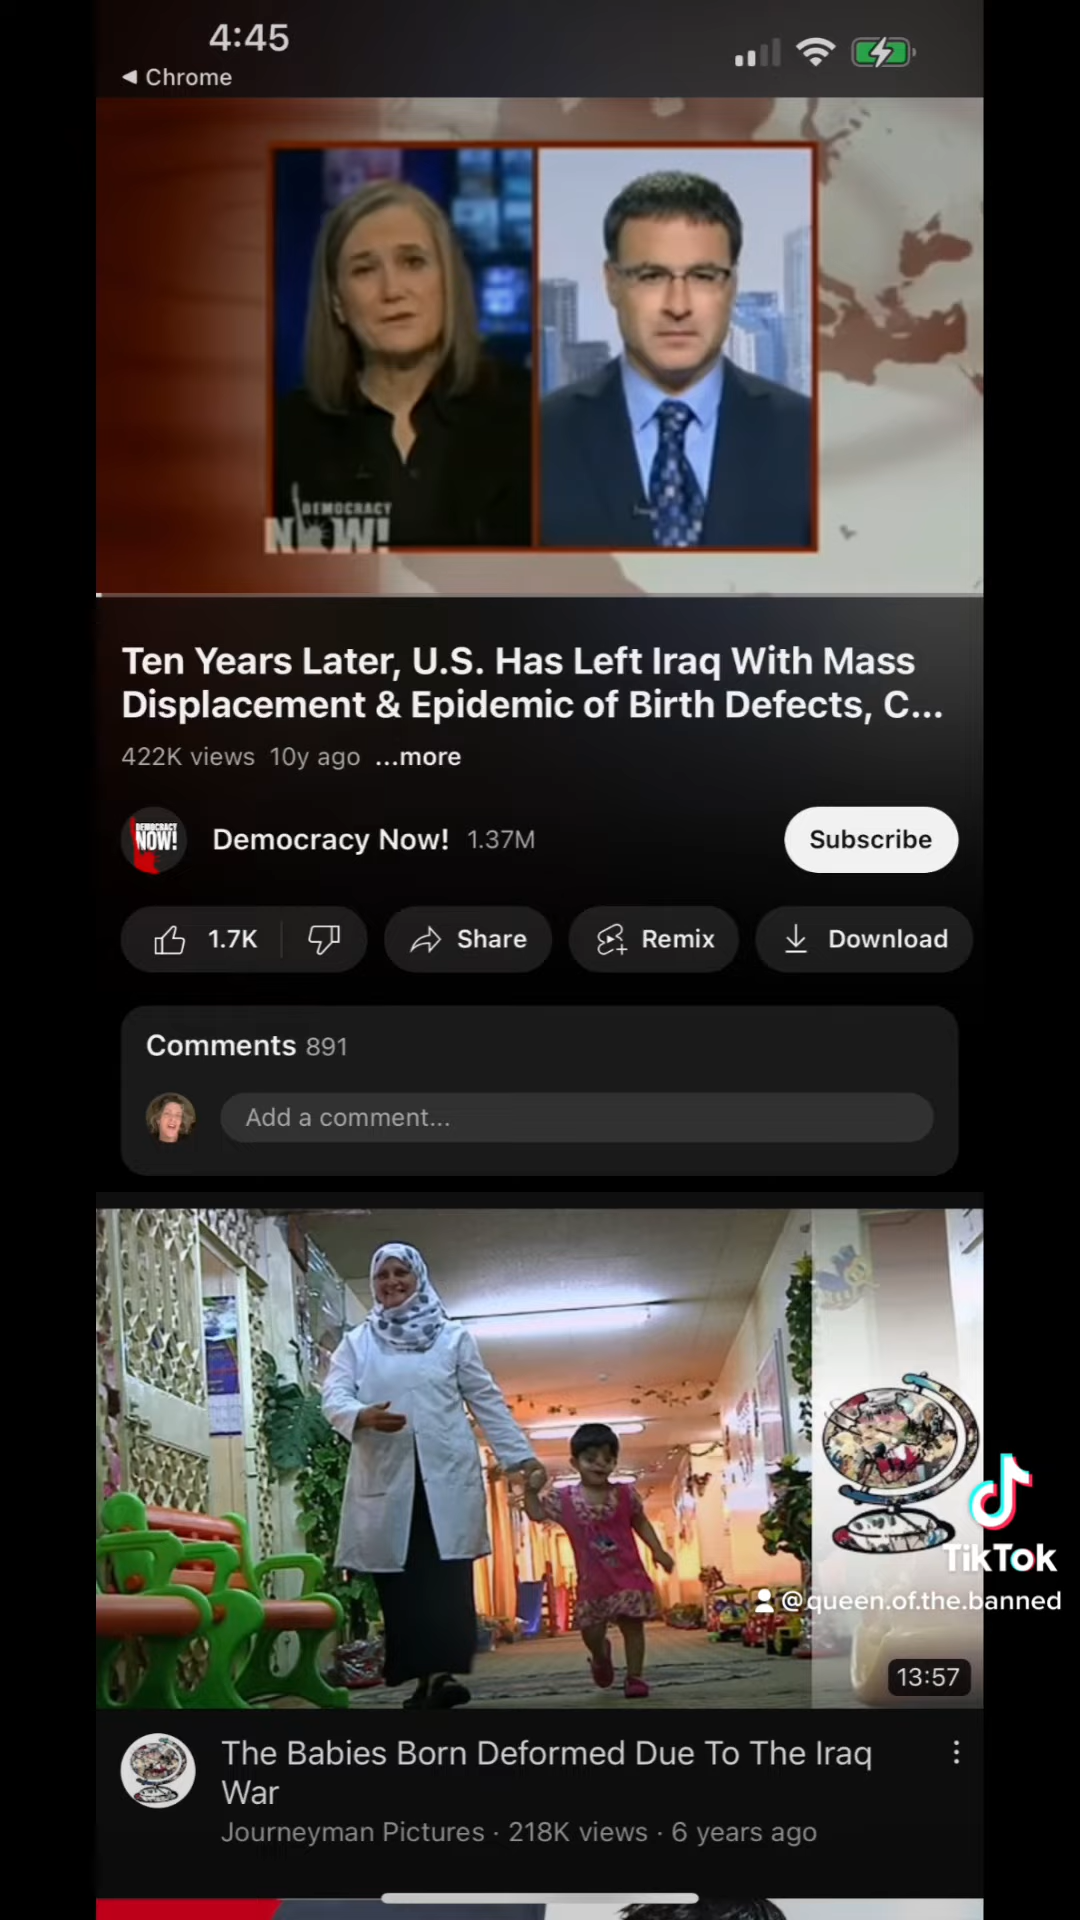 4:45
◀ Chrome
DEMOCRACY
NOW!
Ten Years Later, U.S. Has Left Iraq With Mass
Displacement & Epidemic of Birth Defects, C...
422K views 10y ago ...more
DEMOCRACY
NOW!
Democracy Now! 1.37M
Subscribe
1.7K
Share
Remix
Download
Comments 891
Add a comment...
TikTok
@queen.of.the.banned
13:57
The Babies Born Deformed Due To The Iraq
War
Journeyman Pictures · 218K views · 6 years ago